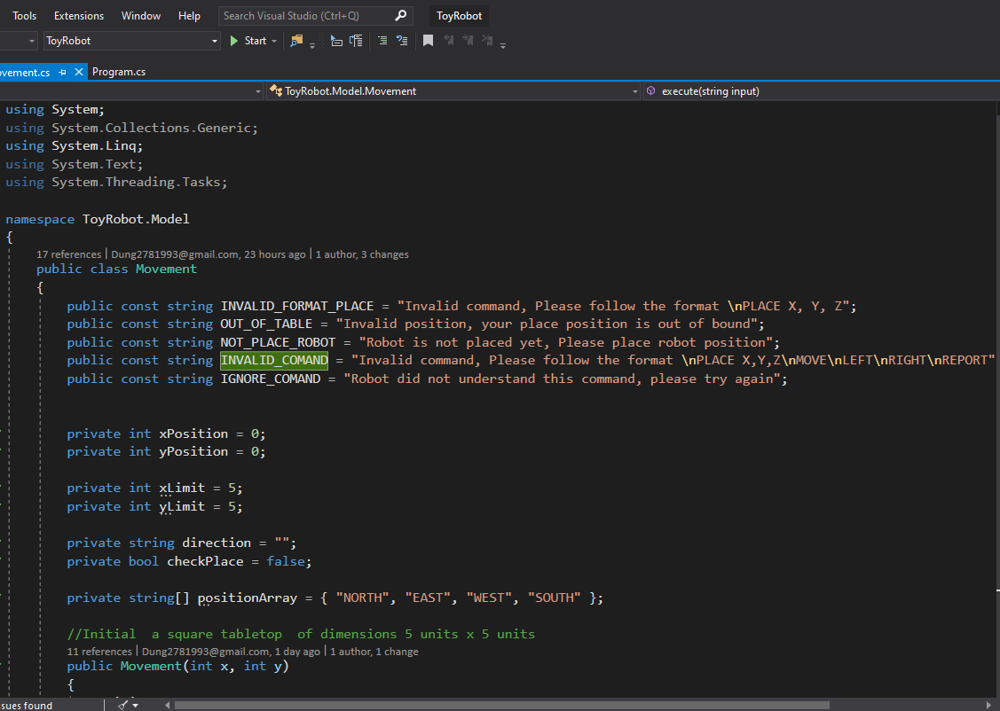 Tools Extensions Window Help Search Visual Studio (Ctrl+Q) ToyRobot
ToyRobot Start
ovement.cs Program.cs
ToyRobot.Model.Movement execute(string input)
using System;
using System.Collections.Generic;
using System.Linq;
using System.Text;
using System.Threading.Tasks;
namespace ToyRobot.Model
{
17 references | Dung2781993@gmail.com, 23 hours ago | 1 author, 3 changes
public class Movement
{
public const string INVALID_FORMAT_PLACE = "Invalid command, Please follow the format \nPLACE X, Y, Z";
public const string OUT_OF_TABLE = "Invalid position, your place position is out of bound";
public const string NOT_PLACE_ROBOT = "Robot is not placed yet, Please place robot position";
public const string INVALID_COMAND = "Invalid command, Please follow the format \nPLACE X,Y,Z\nMOVE\nLEFT\nRIGHT\nREPORT"
public const string IGNORE_COMAND = "Robot did not understand this command, please try again";
private int xPosition = 0;
private int yPosition = 0;
private int xLimit = 5;
private int yLimit = 5;
private string direction = "";
private bool checkPlace = false;
private string[] positionArray = { "NORTH", "EAST", "WEST", "SOUTH" };
//Initial  a square tabletop  of dimensions 5 units x 5 units
11 references | Dung2781993@gmail.com, 1 day ago | 1 author, 1 change
public Movement(int x, int y)
{
ssues found